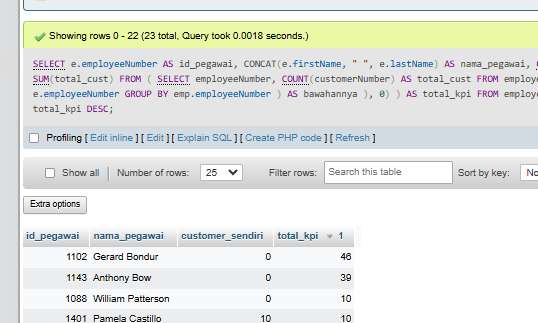 Showing rows 0 - 22 (23 total, Query took 0.0018 seconds.)
SELECT e.employeeNumber AS id_pegawai, CONCAT(e.firstName, " ", e.lastName) AS nama_pegawai,
SUM(total_cust) FROM ( SELECT employeeNumber, COUNT(customerNumber) AS total_cust FROM employe
e.employeeNumber GROUP BY emp.employeeNumber ) AS bawahannya ), 0) ) AS total_kpi FROM employe
total_kpi DESC;
Profiling [ Edit inline ] [ Edit ] [ Explain SQL ] [ Create PHP code ] [ Refresh ]
Show all Number of rows: 25 Filter rows: Search this table Sort by key: No
Extra options
id_pegawai nama_pegawai customer_sendiri total_kpi 1
1102 Gerard Bondur 0 46
1143 Anthony Bow 0 39
1088 William Patterson 0 10
1401 Pamela Castillo 10 10